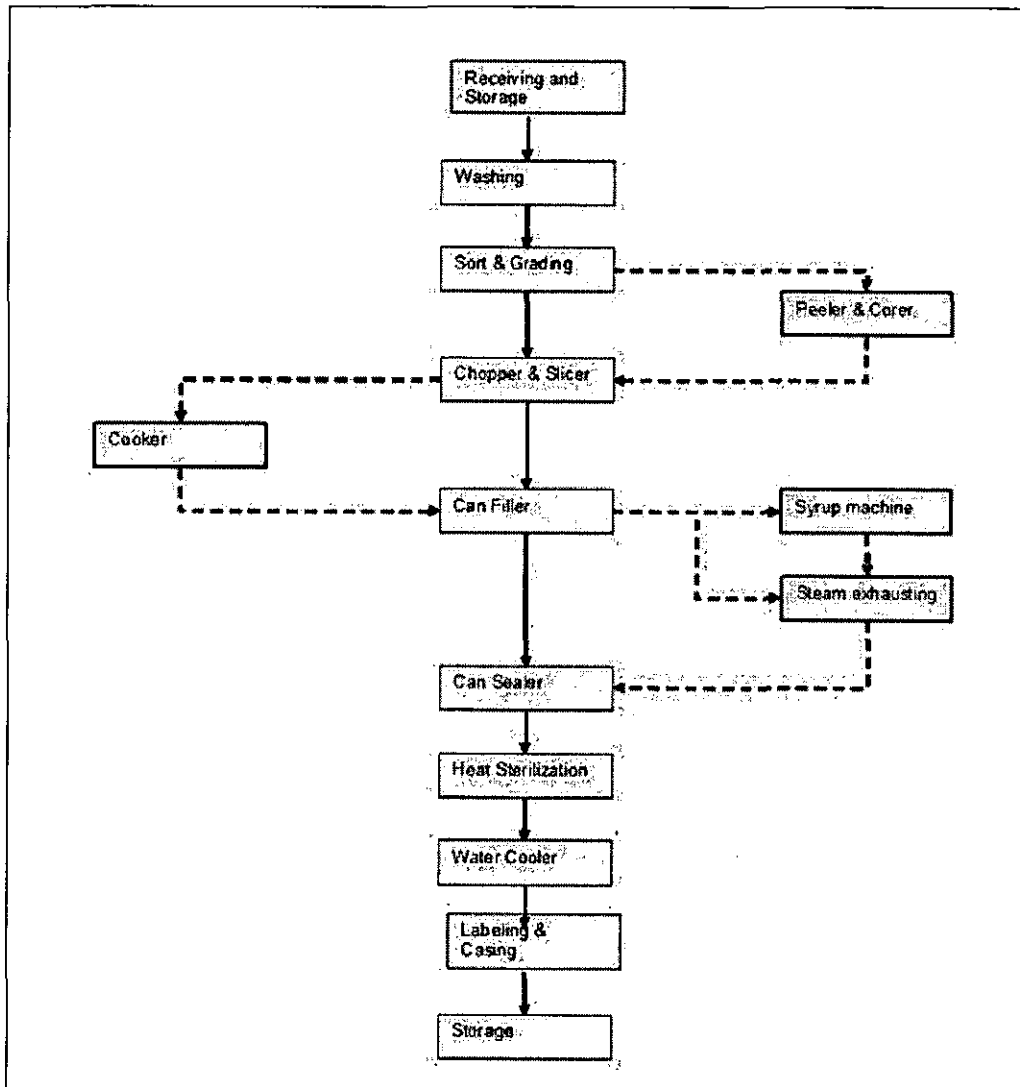 Receiving and
Storage
Washing
Sort & Grading
Peeler & Corer
Chopper & Slicer
Cooker
Can Filler
Syrup machine
Steam exhausting
Can Sealer
Heat Sterilization
Water Cooler
Labeling &
Casing
Storage